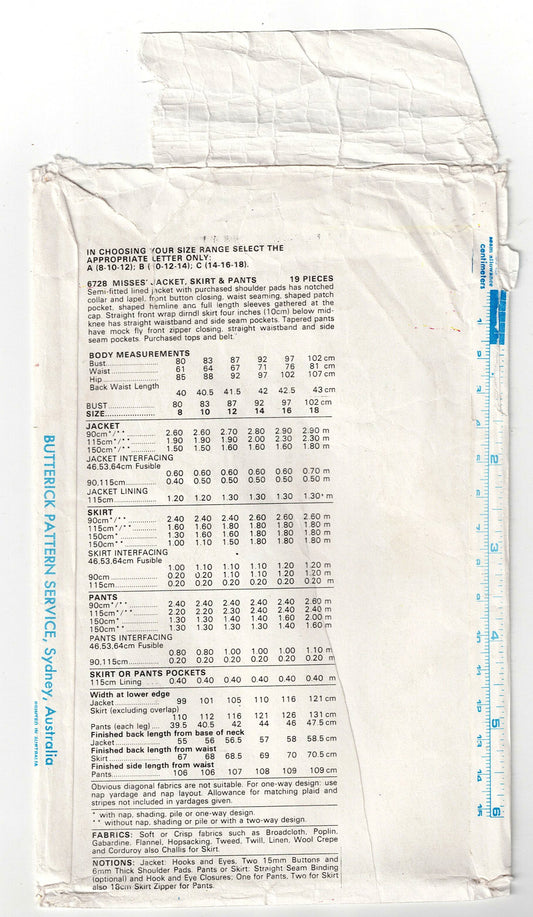 IN CHOOSING YOUR SIZE RANGE SELECT THE
APPROPRIATE LETTER ONLY:
A (8-10-12); B ( 0-12-14); C (14-16-18).
6728 MISSES' JACKET, SKIRT & PANTS 19 PIECES
Semi-fitted lined jacket with purchased shoulder pads has notched
collar and lapel, front button closing, waist seaming, shaped patch
pocket, shaped hemline and full length sleeves gathered at the
cap. Straight front wrap dirndl skirt four inches (10cm) below mid-
knee has straight waistband and side seam pockets. Tapered pants
have mock fly front zipper closing, straight waistband and side
seam pockets. Purchased tops and belt.
BODY MEASUREMENTS
Bust 80 83 87 92 97 102 cm
Waist 61 64 67 71 76 81 cm
Hip 85 88 92 97 102 107 cm
Back Waist Length
40 40.5 41.5 42 42.5 43 cm
BUST 80 83 87 92 97 102 cm
SIZE 8 10 12 14 16 18
JACKET
90cm*/** 2.60 2.60 2.70 2.80 2.90 2.90 m
115cm*/** 1.90 1.90 1.90 2.00 2.30 2.30 m
150cm*/** 1.50 1.50 1.60 1.60 1.60 1.80 m
JACKET INTERFACING
46.53.64cm Fusible
0.60 0.60 0.60 0.60 0.60 0.70 m
90.115cm 0.40 0.50 0.50 0.50 0.50 0.50 m
JACKET LINING
115cm 1.20 1.20 1.30 1.30 1.30 1.30 m
SKIRT
90cm*/** 2.40 2.40 2.40 2.60 2.60 2.60 m
115cm*/** 1.60 1.60 1.80 1.80 1.80 1.80 m
150cm* 1.30 1.60 1.60 1.80 1.80 1.80 m
150cm** 1.00 1.10 1.50 1.80 1.80 1.80 m
SKIRT INTERFACING
46.53.64cm Fusible
1.00 1.10 1.10 1.10 1.20 1.20 m
90cm 0.20 0.20 1.10 1.10 1.20 1.20 m
115cm 0.20 0.20 0.20 0.20 0.20 0.20 m
PANTS
90cm*/** 2.40 2.40 2.40 2.40 2.40 2.60 m
115cm*/** 2.20 2.20 2.30 2.40 2.40 2.40 m
150cm* 1.30 1.30 1.40 1.40 1.60 2.00 m
150cm** 1.30 1.30 1.30 1.30 1.40 1.60 m
PANTS INTERFACING
46.53.64cm Fusible
0.80 0.80 1.00 1.00 1.00 1.10 m
90.115cm 0.20 0.20 0.20 0.20 0.20 0.20 m
SKIRT OR PANTS POCKETS
115cm Lining 0.40 0.40 0.40 0.40 0.40 0.40 m
Width at lower edge
Jacket 99 101 105 110 116 121 cm
Skirt (excluding overlap)
110 112 116 121 126 131 cm
Pants (each leg) 39.5 40.5 42 44 46 47.5 cm
Finished back length from base of neck
Jacket 55 56 56.5 57 58 58.5 cm
Finished back length from waist
Skirt 67 68 68.5 69 70 70.5 cm
Finished side length from waist
Pants 106 106 107 108 109 109 cm
Obvious diagonal fabrics are not suitable. For one-way design: use
nap yardage and nap layout. Allowance for matching plaid and
stripes not included in yardages given.
* with nap, shading, pile or one-way design.
** without nap, shading or pile or with a two-way design.
FABRICS: Soft or Crisp fabrics such as Broadcloth, Poplin,
Gabardine, Flannel, Hopsacking, Tweed, Twill, Linen, Wool Crepe
and Corduroy also Challis for Skirt.
NOTIONS: Jacket: Hooks and Eyes, Two 15mm Buttons and
6mm Thick Shoulder Pads. Pants or Skirt: Straight Seam Binding
(optional) and Hook and Eye Closures: One for Pants, Two for Skirt
also 18cm Skirt Zipper for Pants.
BUTTERICK PATTERN SERVICE, Sydney, Australia
PRINTED IN AUSTRALIA
seam allowance
centimeters
1
2
3
4
5
6